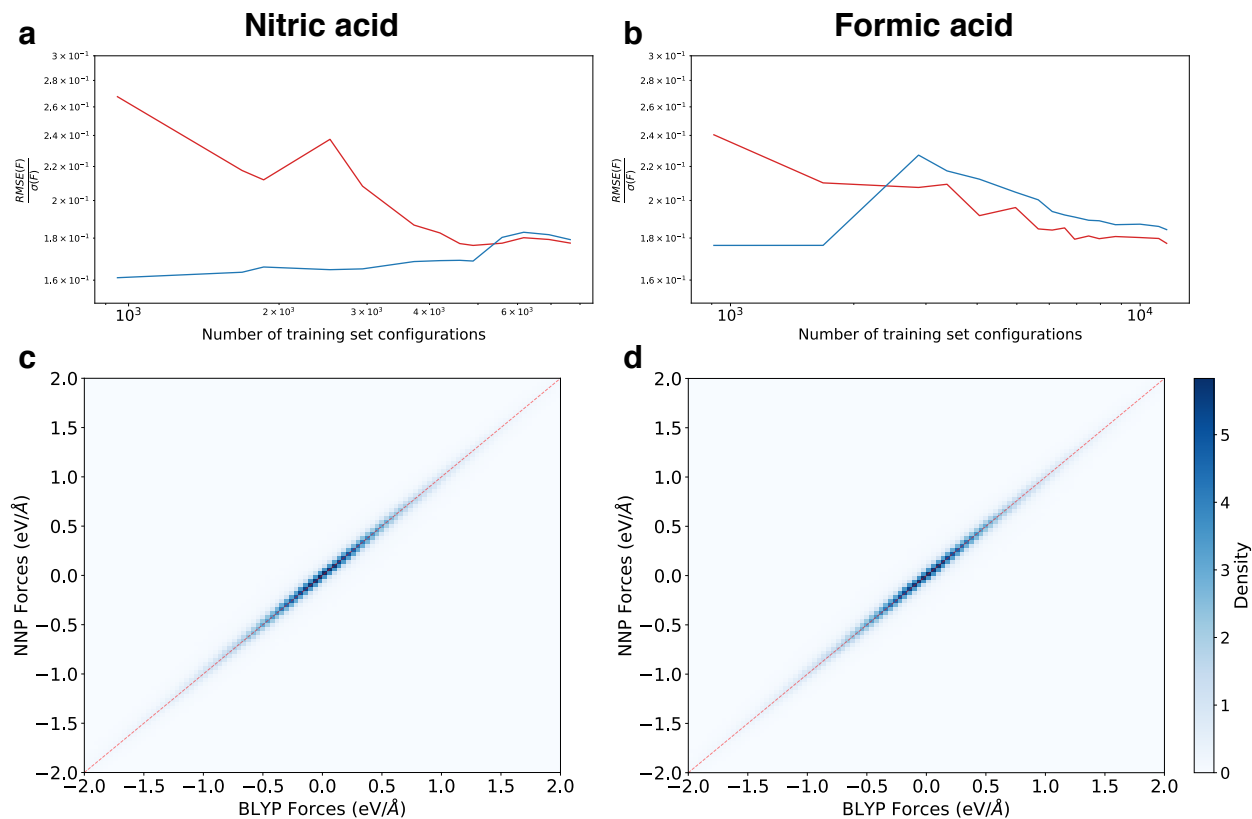 Nitric acid
Formic acid
a
3 × 10⁻¹
2.8 × 10⁻¹
2.6 × 10⁻¹
2.4 × 10⁻¹
2.2 × 10⁻¹
2 × 10⁻¹
1.8 × 10⁻¹
1.6 × 10⁻¹
RMSE(F)
σ(F)
10³
2 × 10³
3 × 10³
4 × 10³
6 × 10³
Number of training set configurations
b
3 × 10⁻¹
2.8 × 10⁻¹
2.6 × 10⁻¹
2.4 × 10⁻¹
2.2 × 10⁻¹
2 × 10⁻¹
1.8 × 10⁻¹
1.6 × 10⁻¹
RMSE(F)
σ(F)
10³
10⁴
Number of training set configurations
c
2.0
1.5
1.0
0.5
0.0
−0.5
−1.0
−1.5
−2.0
NNP Forces (eV/Å)
−2.0 −1.5 −1.0 −0.5 0.0 0.5 1.0 1.5 2.0
BLYP Forces (eV/Å)
d
2.0
1.5
1.0
0.5
0.0
−0.5
−1.0
−1.5
−2.0
NNP Forces (eV/Å)
−2.0 −1.5 −1.0 −0.5 0.0 0.5 1.0 1.5 2.0
BLYP Forces (eV/Å)
5
4
3
2
1
0
Density